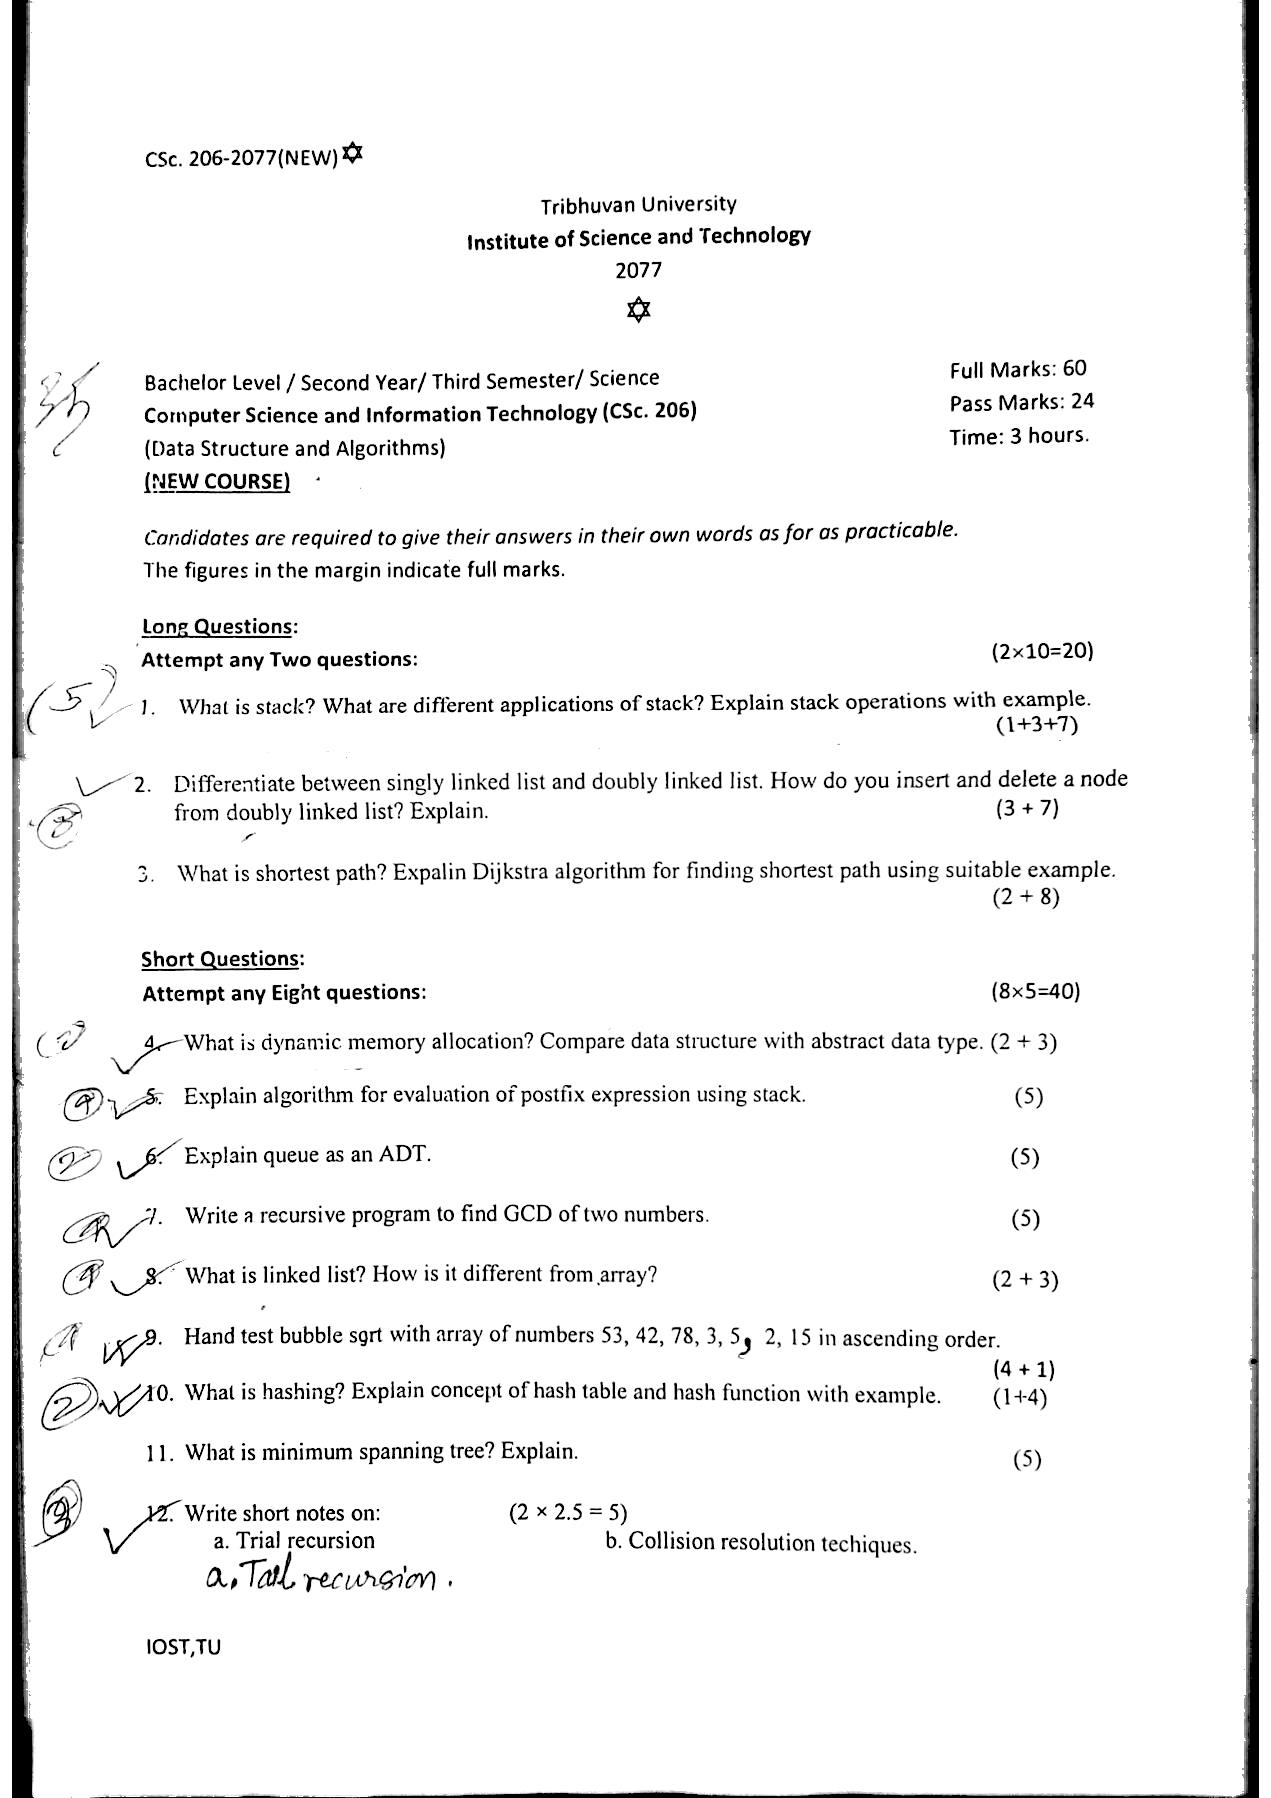 CSc. 206-2077(NEW)✡
Tribhuvan University
Institute of Science and Technology
2077
✡
Bachelor Level / Second Year/ Third Semester/ Science
Full Marks: 60
Computer Science and Information Technology (CSc. 206)
Pass Marks: 24
(Data Structure and Algorithms)
Time: 3 hours.
(NEW COURSE)
Candidates are required to give their answers in their own words as for as practicable.
The figures in the margin indicate full marks.
Long Questions:
Attempt any Two questions: (2×10=20)
(5) 1. What is stack? What are different applications of stack? Explain stack operations with example.
(1+3+7)
2. Differentiate between singly linked list and doubly linked list. How do you insert and delete a node
from doubly linked list? Explain. (3 + 7)
3. What is shortest path? Expalin Dijkstra algorithm for finding shortest path using suitable example.
(2 + 8)
Short Questions:
Attempt any Eight questions: (8×5=40)
4. What is dynamic memory allocation? Compare data structure with abstract data type. (2 + 3)
5. Explain algorithm for evaluation of postfix expression using stack. (5)
2 6. Explain queue as an ADT. (5)
7. Write a recursive program to find GCD of two numbers. (5)
8. What is linked list? How is it different from array? (2 + 3)
9. Hand test bubble sort with array of numbers 53, 42, 78, 3, 5, 2, 15 in ascending order.
(4 + 1)
2 10. What is hashing? Explain concept of hash table and hash function with example. (1+4)
11. What is minimum spanning tree? Explain. (5)
12. Write short notes on: (2 × 2.5 = 5)
a. Trial recursion b. Collision resolution techiques.
a. Tail recursion.
IOST,TU